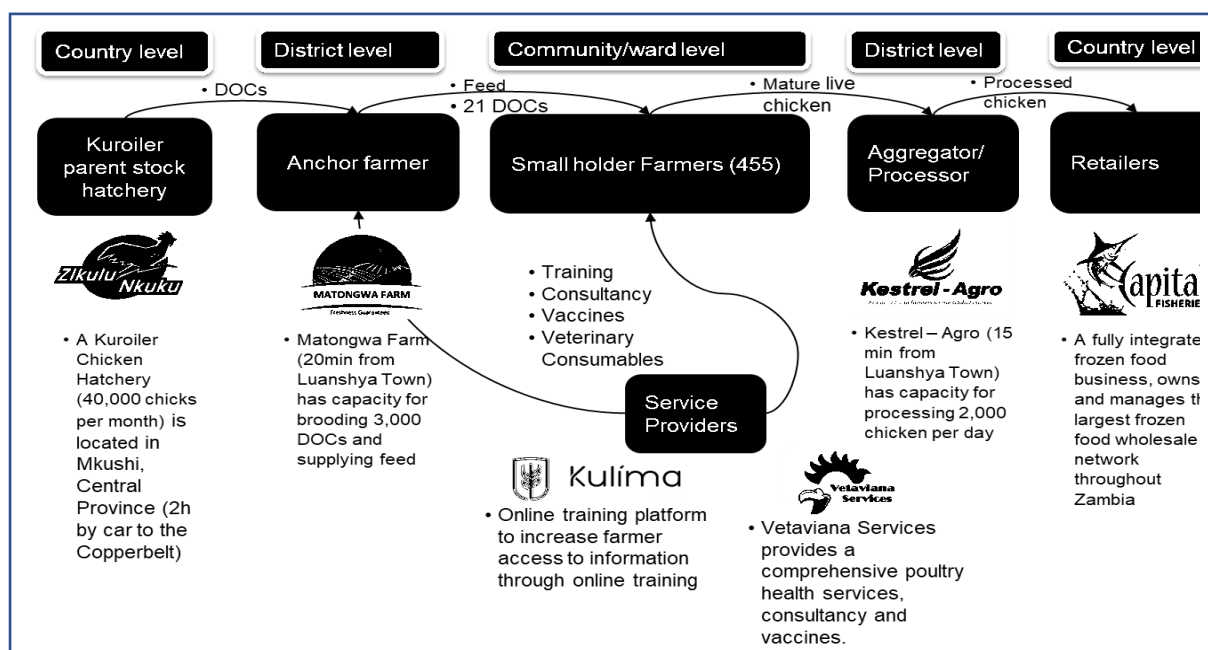 Country level
District level
Community/ward level
District level
Country level
• DOCs
• Feed
• 21 DOCs
• Mature live
chicken
• Processed
chicken
Kuroiler
parent stock
hatchery
Anchor farmer
Small holder Farmers (455)
Aggregator/
Processor
Retailers
Zikulu
Nkuku
• A Kuroiler
Chicken
Hatchery
(40,000 chicks
per month) is
located in
Mkushi,
Central
Province (2h
by car to the
Copperbelt)
MATONGWA FARM
Freshness Guaranteed
• Matongwa Farm
(20min from
Luanshya Town)
has capacity for
brooding 3,000
DOCs and
supplying feed
• Training
• Consultancy
• Vaccines
• Veterinary
Consumables
Service
Providers
Kulíma
• Online training platform
to increase farmer
access to information
through online training
Vetaviana
Services
• Vetaviana Services
provides a
comprehensive poultry
health services,
consultancy and
vaccines.
Kestrel-Agro
• Kestrel – Agro (15
min from
Luanshya Town)
has capacity for
processing 2,000
chicken per day
Capita
FISHERIE
• A fully integrate
frozen food
business, owns
and manages th
largest frozen
food wholesale
network
throughout
Zambia